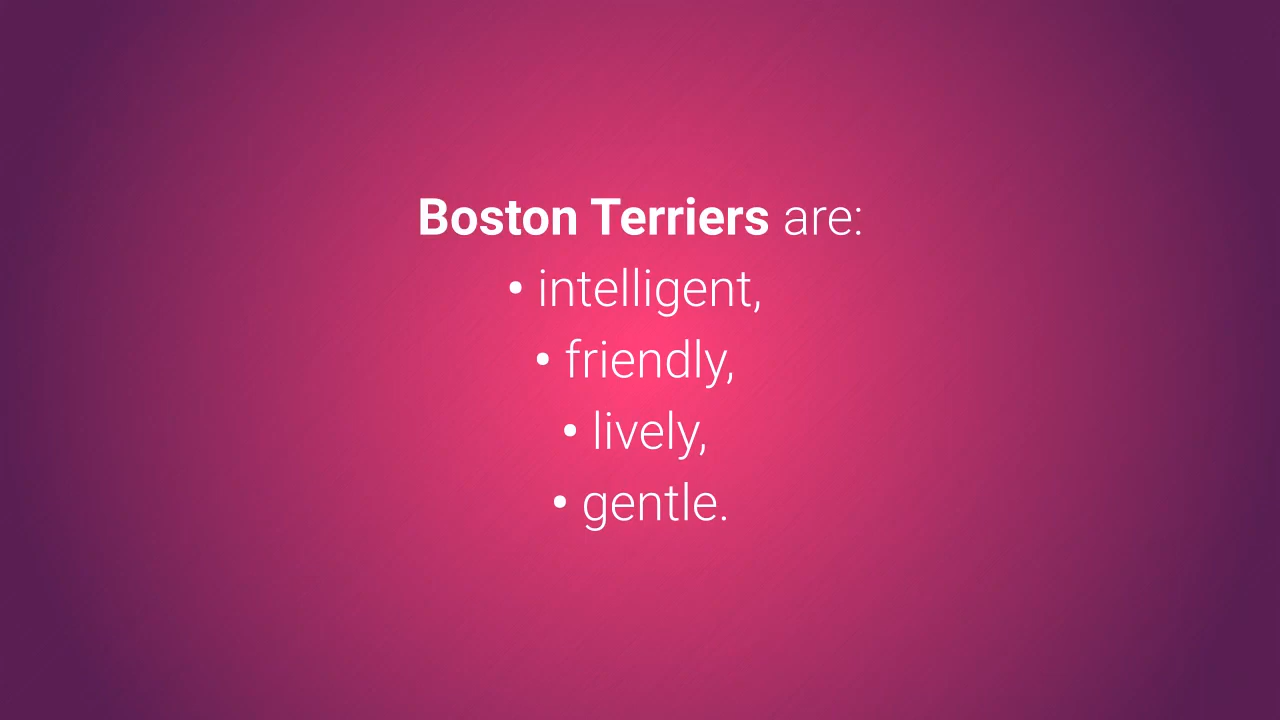 Boston Terriers are:
• intelligent,
• friendly,
• lively,
• gentle.